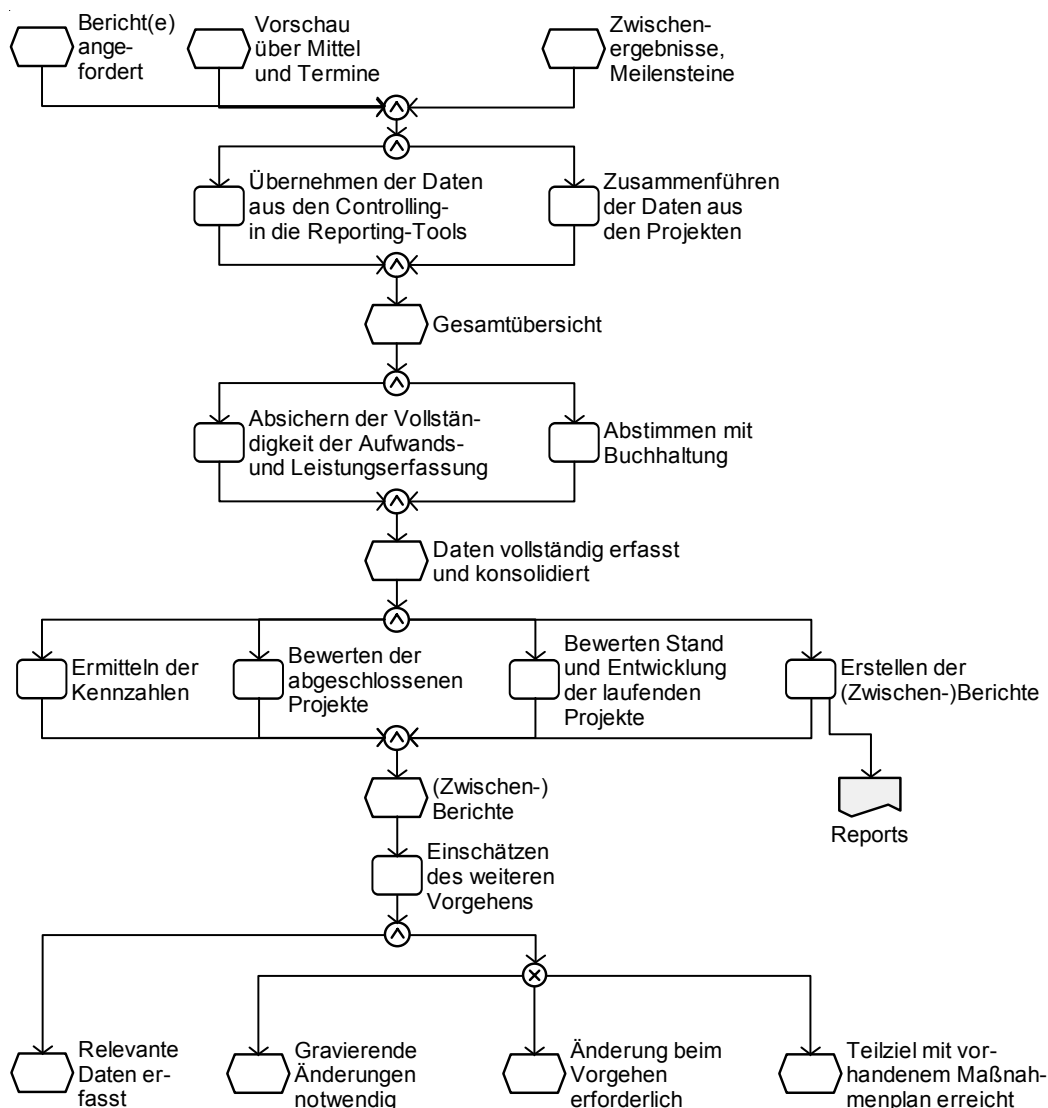 Bericht(e)
ange-
fordert
Vorschau
über Mittel
und Termine
Zwischen-
ergebnisse,
Meilensteine
Übernehmen der Daten
aus den Controlling-
in die Reporting-Tools
Zusammenführen
der Daten aus
den Projekten
Gesamtübersicht
Absichern der Vollstän-
digkeit der Aufwands-
und Leistungserfassung
Abstimmen mit
Buchhaltung
Daten vollständig erfasst
und konsolidiert
Ermitteln der
Kennzahlen
Bewerten der
abgeschlossenen
Projekte
Bewerten Stand
und Entwicklung
der laufenden
Projekte
Erstellen der
(Zwischen-)Berichte
Reports
(Zwischen-)
Berichte
Einschätzen
des weiteren
Vorgehens
Relevante
Daten er-
fasst
Gravierende
Änderungen
notwendig
Änderung beim
Vorgehen
erforderlich
Teilziel mit vor-
handenem Maßnah-
menplan erreicht